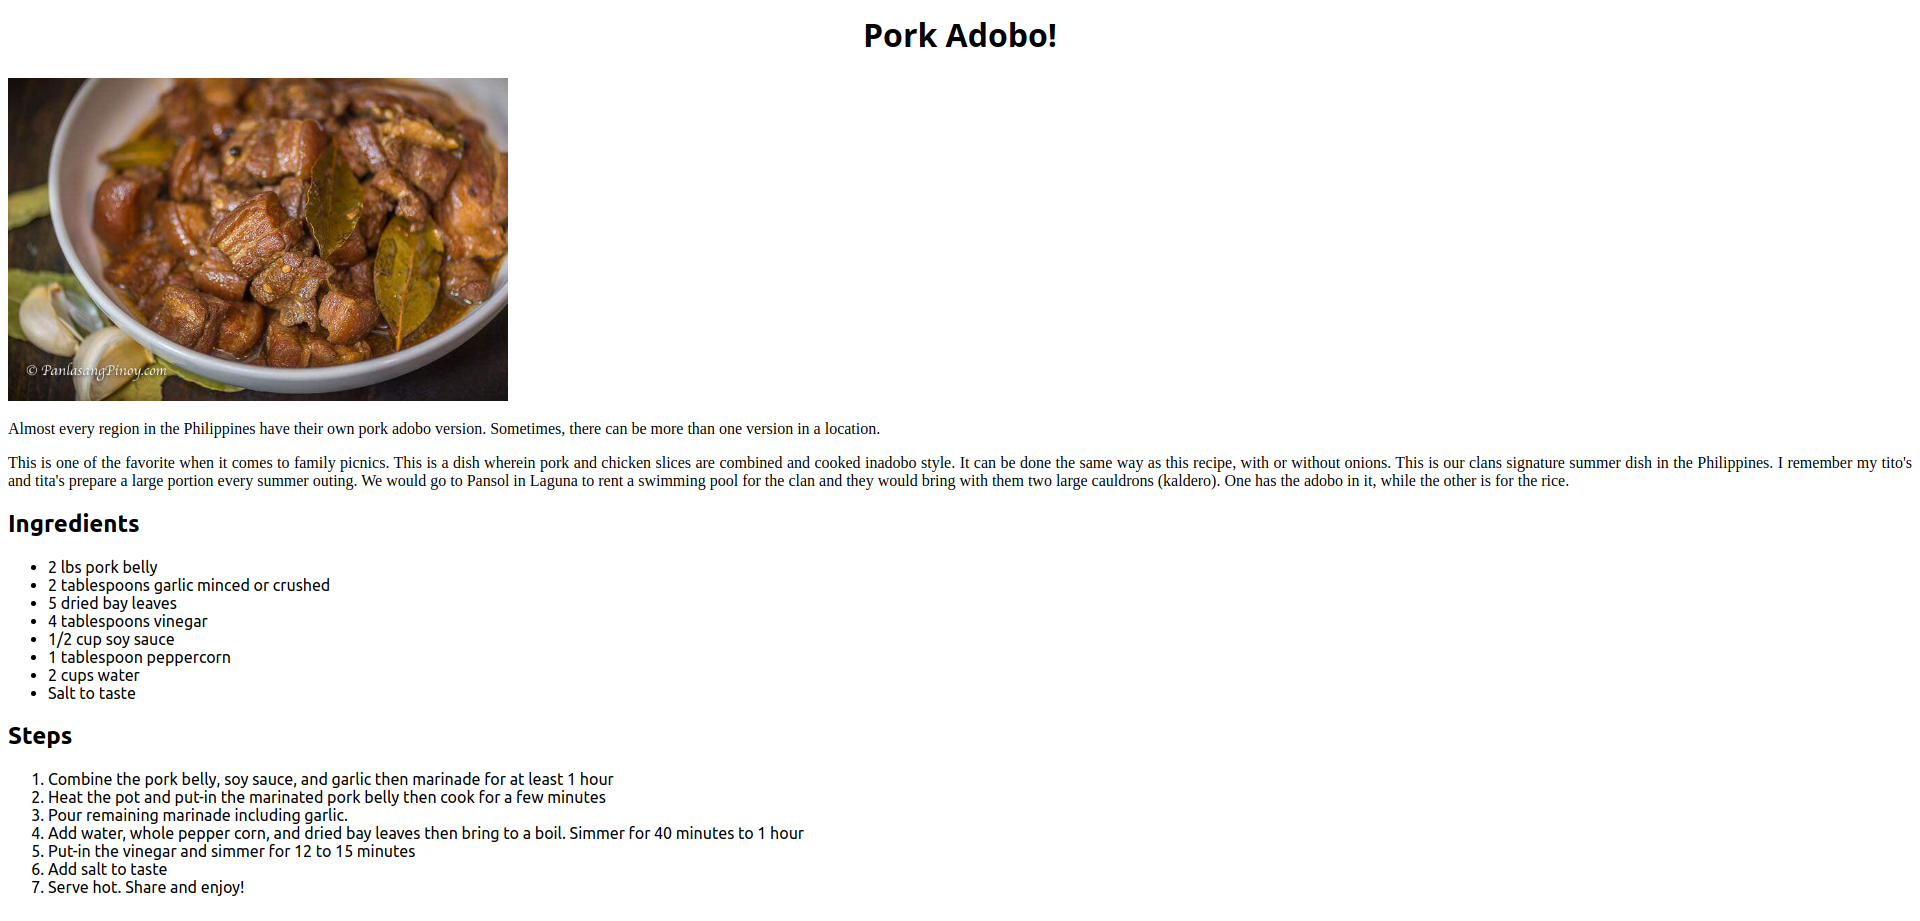 Pork Adobo!
© PanlasangPinoy.com
Almost every region in the Philippines have their own pork adobo version. Sometimes, there can be more than one version in a location.
This is one of the favorite when it comes to family picnics. This is a dish wherein pork and chicken slices are combined and cooked inadobo style. It can be done the same way as this recipe, with or without onions. This is our clans signature summer dish in the Philippines. I remember my tito's
and tita's prepare a large portion every summer outing. We would go to Pansol in Laguna to rent a swimming pool for the clan and they would bring with them two large cauldrons (kaldero). One has the adobo in it, while the other is for the rice.
Ingredients
• 2 lbs pork belly
• 2 tablespoons garlic minced or crushed
• 5 dried bay leaves
• 4 tablespoons vinegar
• 1/2 cup soy sauce
• 1 tablespoon peppercorn
• 2 cups water
• Salt to taste
Steps
1. Combine the pork belly, soy sauce, and garlic then marinade for at least 1 hour
2. Heat the pot and put-in the marinated pork belly then cook for a few minutes
3. Pour remaining marinade including garlic.
4. Add water, whole pepper corn, and dried bay leaves then bring to a boil. Simmer for 40 minutes to 1 hour
5. Put-in the vinegar and simmer for 12 to 15 minutes
6. Add salt to taste
7. Serve hot. Share and enjoy!